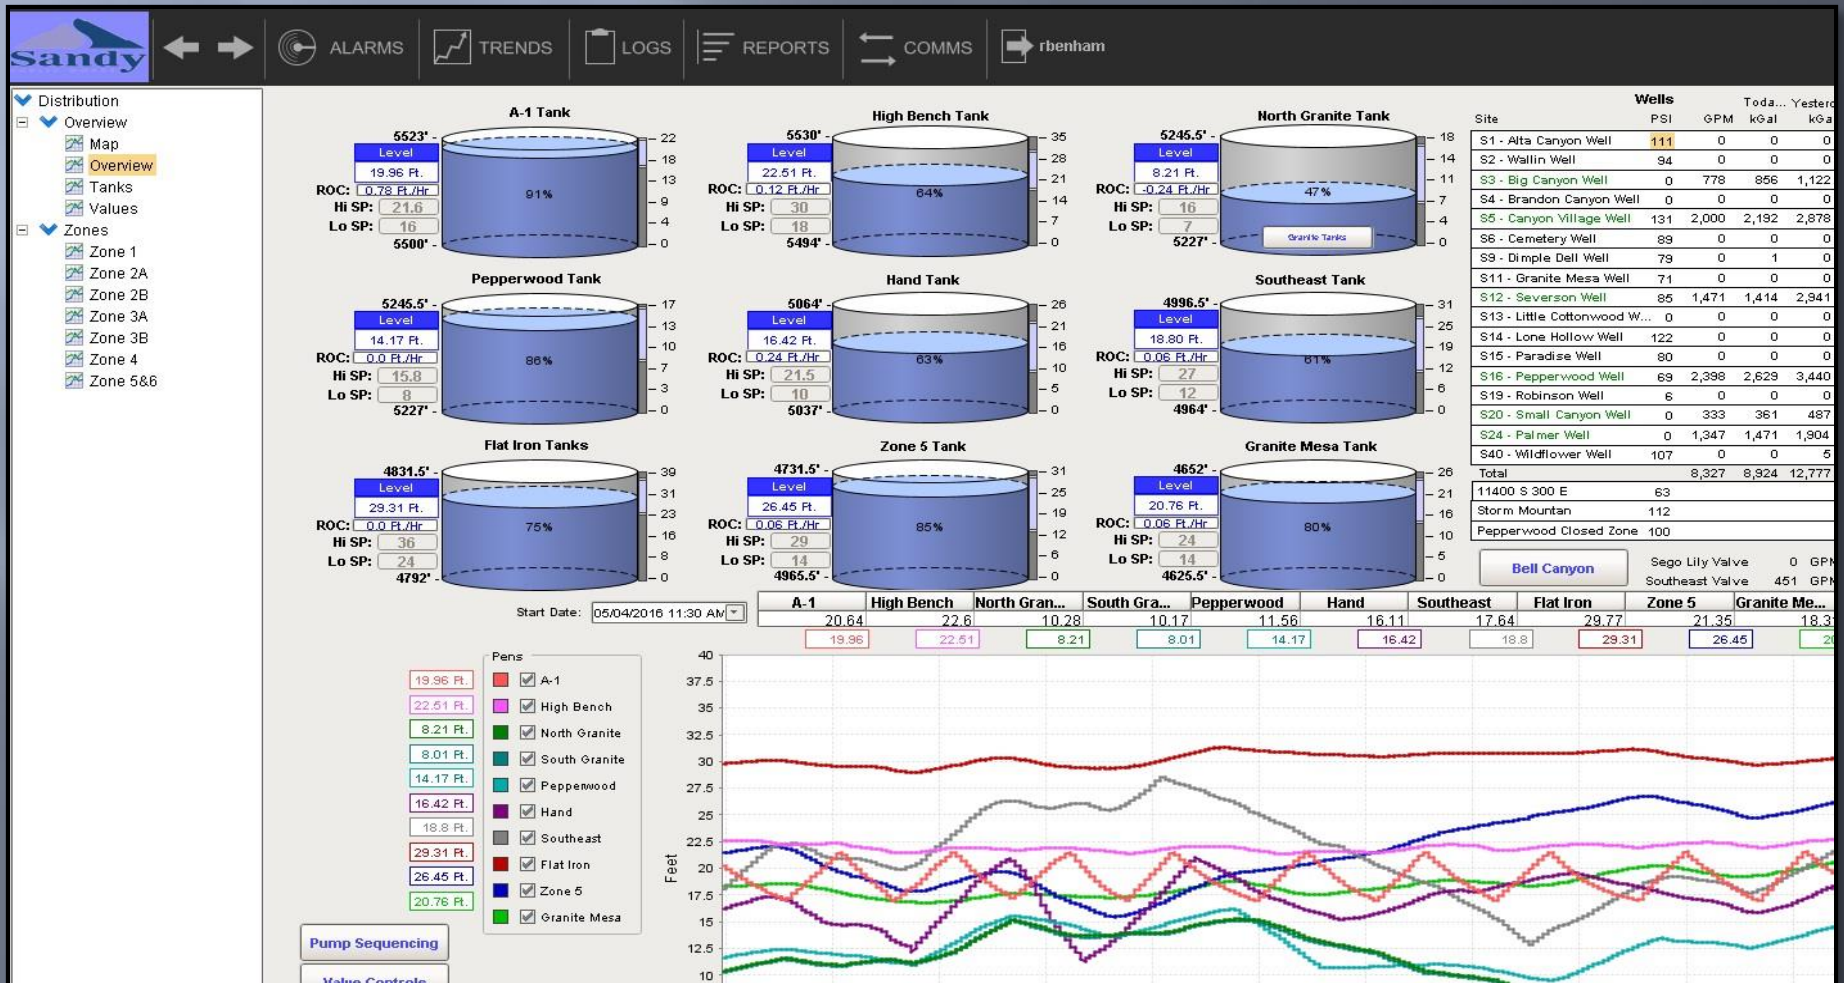 Sandy
ALARMS
TRENDS
LOGS
REPORTS
COMMS
rbenham
Distribution
Overview
Map
Overview
Tanks
Values
Zones
Zone 1
Zone 2A
Zone 2B
Zone 3A
Zone 3B
Zone 4
Zone 5&6
A-1 Tank
5523' -
Level
19.96 Ft.
ROC: 0.78 Ft./Hr
Hi SP: 21.6
Lo SP: 16
5500' -
91%
22
18
13
9
4
0
High Bench Tank
5530' -
Level
22.51 Ft.
ROC: 0.12 Ft./Hr
Hi SP: 30
Lo SP: 18
5494' -
64%
35
28
21
14
7
0
North Granite Tank
5245.5' -
Level
8.21 Ft.
ROC: -0.24 Ft./Hr
Hi SP: 16
Lo SP: 7
5227' -
47%
Granite Tanks
18
14
11
7
4
0
Pepperwood Tank
5245.5' -
Level
14.17 Ft.
ROC: 0.0 Ft./Hr
Hi SP: 15.8
Lo SP: 8
5227' -
86%
17
13
10
7
3
0
Hand Tank
5064' -
Level
16.42 Ft.
ROC: 0.24 Ft./Hr
Hi SP: 21.5
Lo SP: 10
5037' -
63%
26
21
16
10
5
0
Southeast Tank
4996.5' -
Level
18.80 Ft.
ROC: 0.06 Ft./Hr
Hi SP: 27
Lo SP: 12
4964' -
61%
31
25
19
12
6
0
Flat Iron Tanks
4831.5' -
Level
29.31 Ft.
ROC: 0.0 Ft./Hr
Hi SP: 36
Lo SP: 24
4792' -
75%
39
31
23
16
8
0
Zone 5 Tank
4731.5' -
Level
26.45 Ft.
ROC: 0.06 Ft./Hr
Hi SP: 29
Lo SP: 14
4965.5' -
85%
31
25
19
12
6
0
Granite Mesa Tank
4652' -
Level
20.76 Ft.
ROC: 0.06 Ft./Hr
Hi SP: 24
Lo SP: 14
4625.5' -
80%
26
21
16
10
5
0
Wells
Toda... Yesterd
Site PSI GPM kGal kGa
S1 - Alta Canyon Well 111 0 0 0
S2 - Wallin Well 94 0 0 0
S3 - Big Canyon Well 0 778 856 1,122
S4 - Brandon Canyon Well 0 0 0 0
S5 - Canyon Village Well 131 2,000 2,192 2,878
S6 - Cemetery Well 89 0 0 0
S9 - Dimple Dell Well 79 0 1 0
S11 - Granite Mesa Well 71 0 0 0
S12 - Severson Well 85 1,471 1,414 2,941
S13 - Little Cottonwood W... 0 0 0 0
S14 - Lone Hollow Well 122 0 0 0
S15 - Paradise Well 80 0 0 0
S16 - Pepperwood Well 69 2,398 2,629 3,440
S19 - Robinson Well 6 0 0 0
S20 - Small Canyon Well 0 333 361 487
S24 - Palmer Well 0 1,347 1,471 1,904
S40 - Wildflower Well 107 0 0 5
Total 8,327 8,924 12,777
11400 S 300 E 63
Storm Mountan 112
Pepperwood Closed Zone 100
Bell Canyon
Sego Lily Valve 0 GPM
Southeast Valve 451 GPM
Start Date: 05/04/2016 11:30 AM
A-1 High Bench North Gran... South Gra... Pepperwood Hand Southeast Flat Iron Zone 5 Granite Me...
20.64 22.6 10.28 10.17 11.56 16.11 17.64 29.77 21.35 18.3
19.96 22.51 8.21 8.01 14.17 16.42 18.8 29.31 26.45 20
Pens
19.96 Ft. A-1
22.51 Ft. High Bench
8.21 Ft. North Granite
8.01 Ft. South Granite
14.17 Ft. Pepperwood
16.42 Ft. Hand
18.8 Ft. Southeast
29.31 Ft. Flat Iron
26.45 Ft. Zone 5
20.76 Ft. Granite Mesa
Pump Sequencing
Value Controls
Feet
40
37.5
35
32.5
30
27.5
25
22.5
20
17.5
15
12.5
10